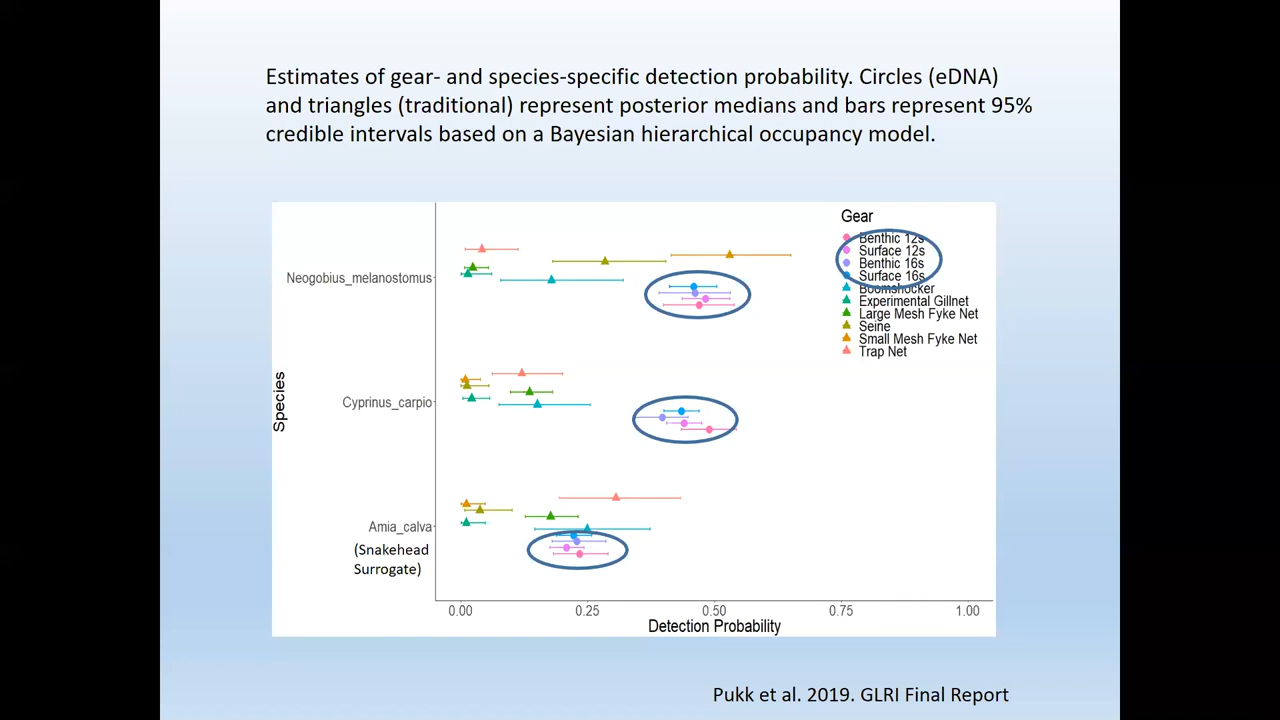 Estimates of gear- and species-specific detection probability. Circles (eDNA)
and triangles (traditional) represent posterior medians and bars represent 95%
credible intervals based on a Bayesian hierarchical occupancy model.
Gear
Benthic 12s
Surface 12s
Benthic 16s
Surface 16s
Boomshocker
Experimental Gillnet
Large Mesh Fyke Net
Seine
Small Mesh Fyke Net
Trap Net
Species
Neogobius_melanostomus
Cyprinus_carpio
Amia_calva
(Snakehead
Surrogate)
0.00 0.25 0.50 0.75 1.00
Detection Probability
Pukk et al. 2019. GLRI Final Report